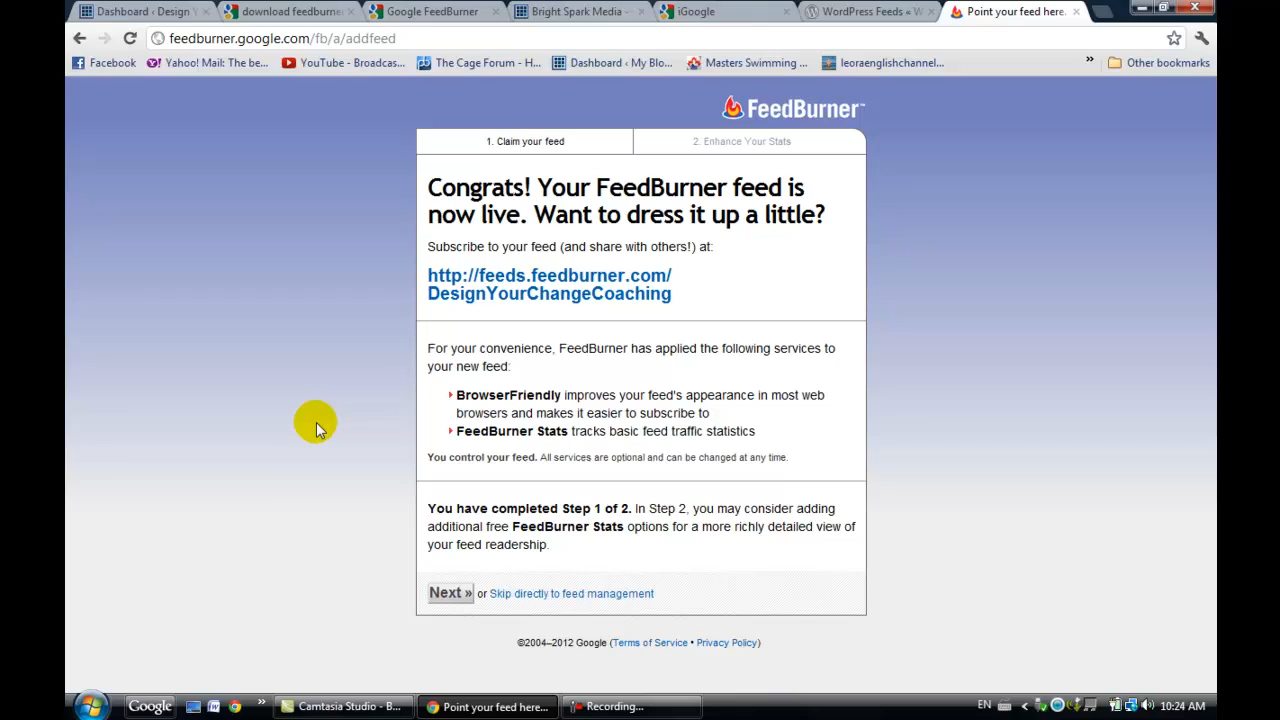 Dashboard ‹ Design Y
download feedburne
Google FeedBurner
Bright Spark Media -
iGoogle
WordPress Feeds « W
Point your feed here.
feedburner.google.com/fb/a/addfeed
Facebook
Yahoo! Mail: The be...
YouTube - Broadcas...
The Cage Forum - H...
Dashboard ‹ My Blo...
Masters Swimming ...
leoraenglishchannel...
»
Other bookmarks
FeedBurner™
1. Claim your feed
2. Enhance Your Stats
Congrats! Your FeedBurner feed is
now live. Want to dress it up a little?
Subscribe to your feed (and share with others!) at:
http://feeds.feedburner.com/
DesignYourChangeCoaching
For your convenience, FeedBurner has applied the following services to
your new feed:
BrowserFriendly improves your feed's appearance in most web
browsers and makes it easier to subscribe to
FeedBurner Stats tracks basic feed traffic statistics
You control your feed. All services are optional and can be changed at any time.
You have completed Step 1 of 2. In Step 2, you may consider adding
additional free FeedBurner Stats options for a more richly detailed view of
your feed readership.
Next » or Skip directly to feed management
©2004–2012 Google (Terms of Service • Privacy Policy)
Google
»
Camtasia Studio - B...
Point your feed here...
Recording...
EN
10:24 AM